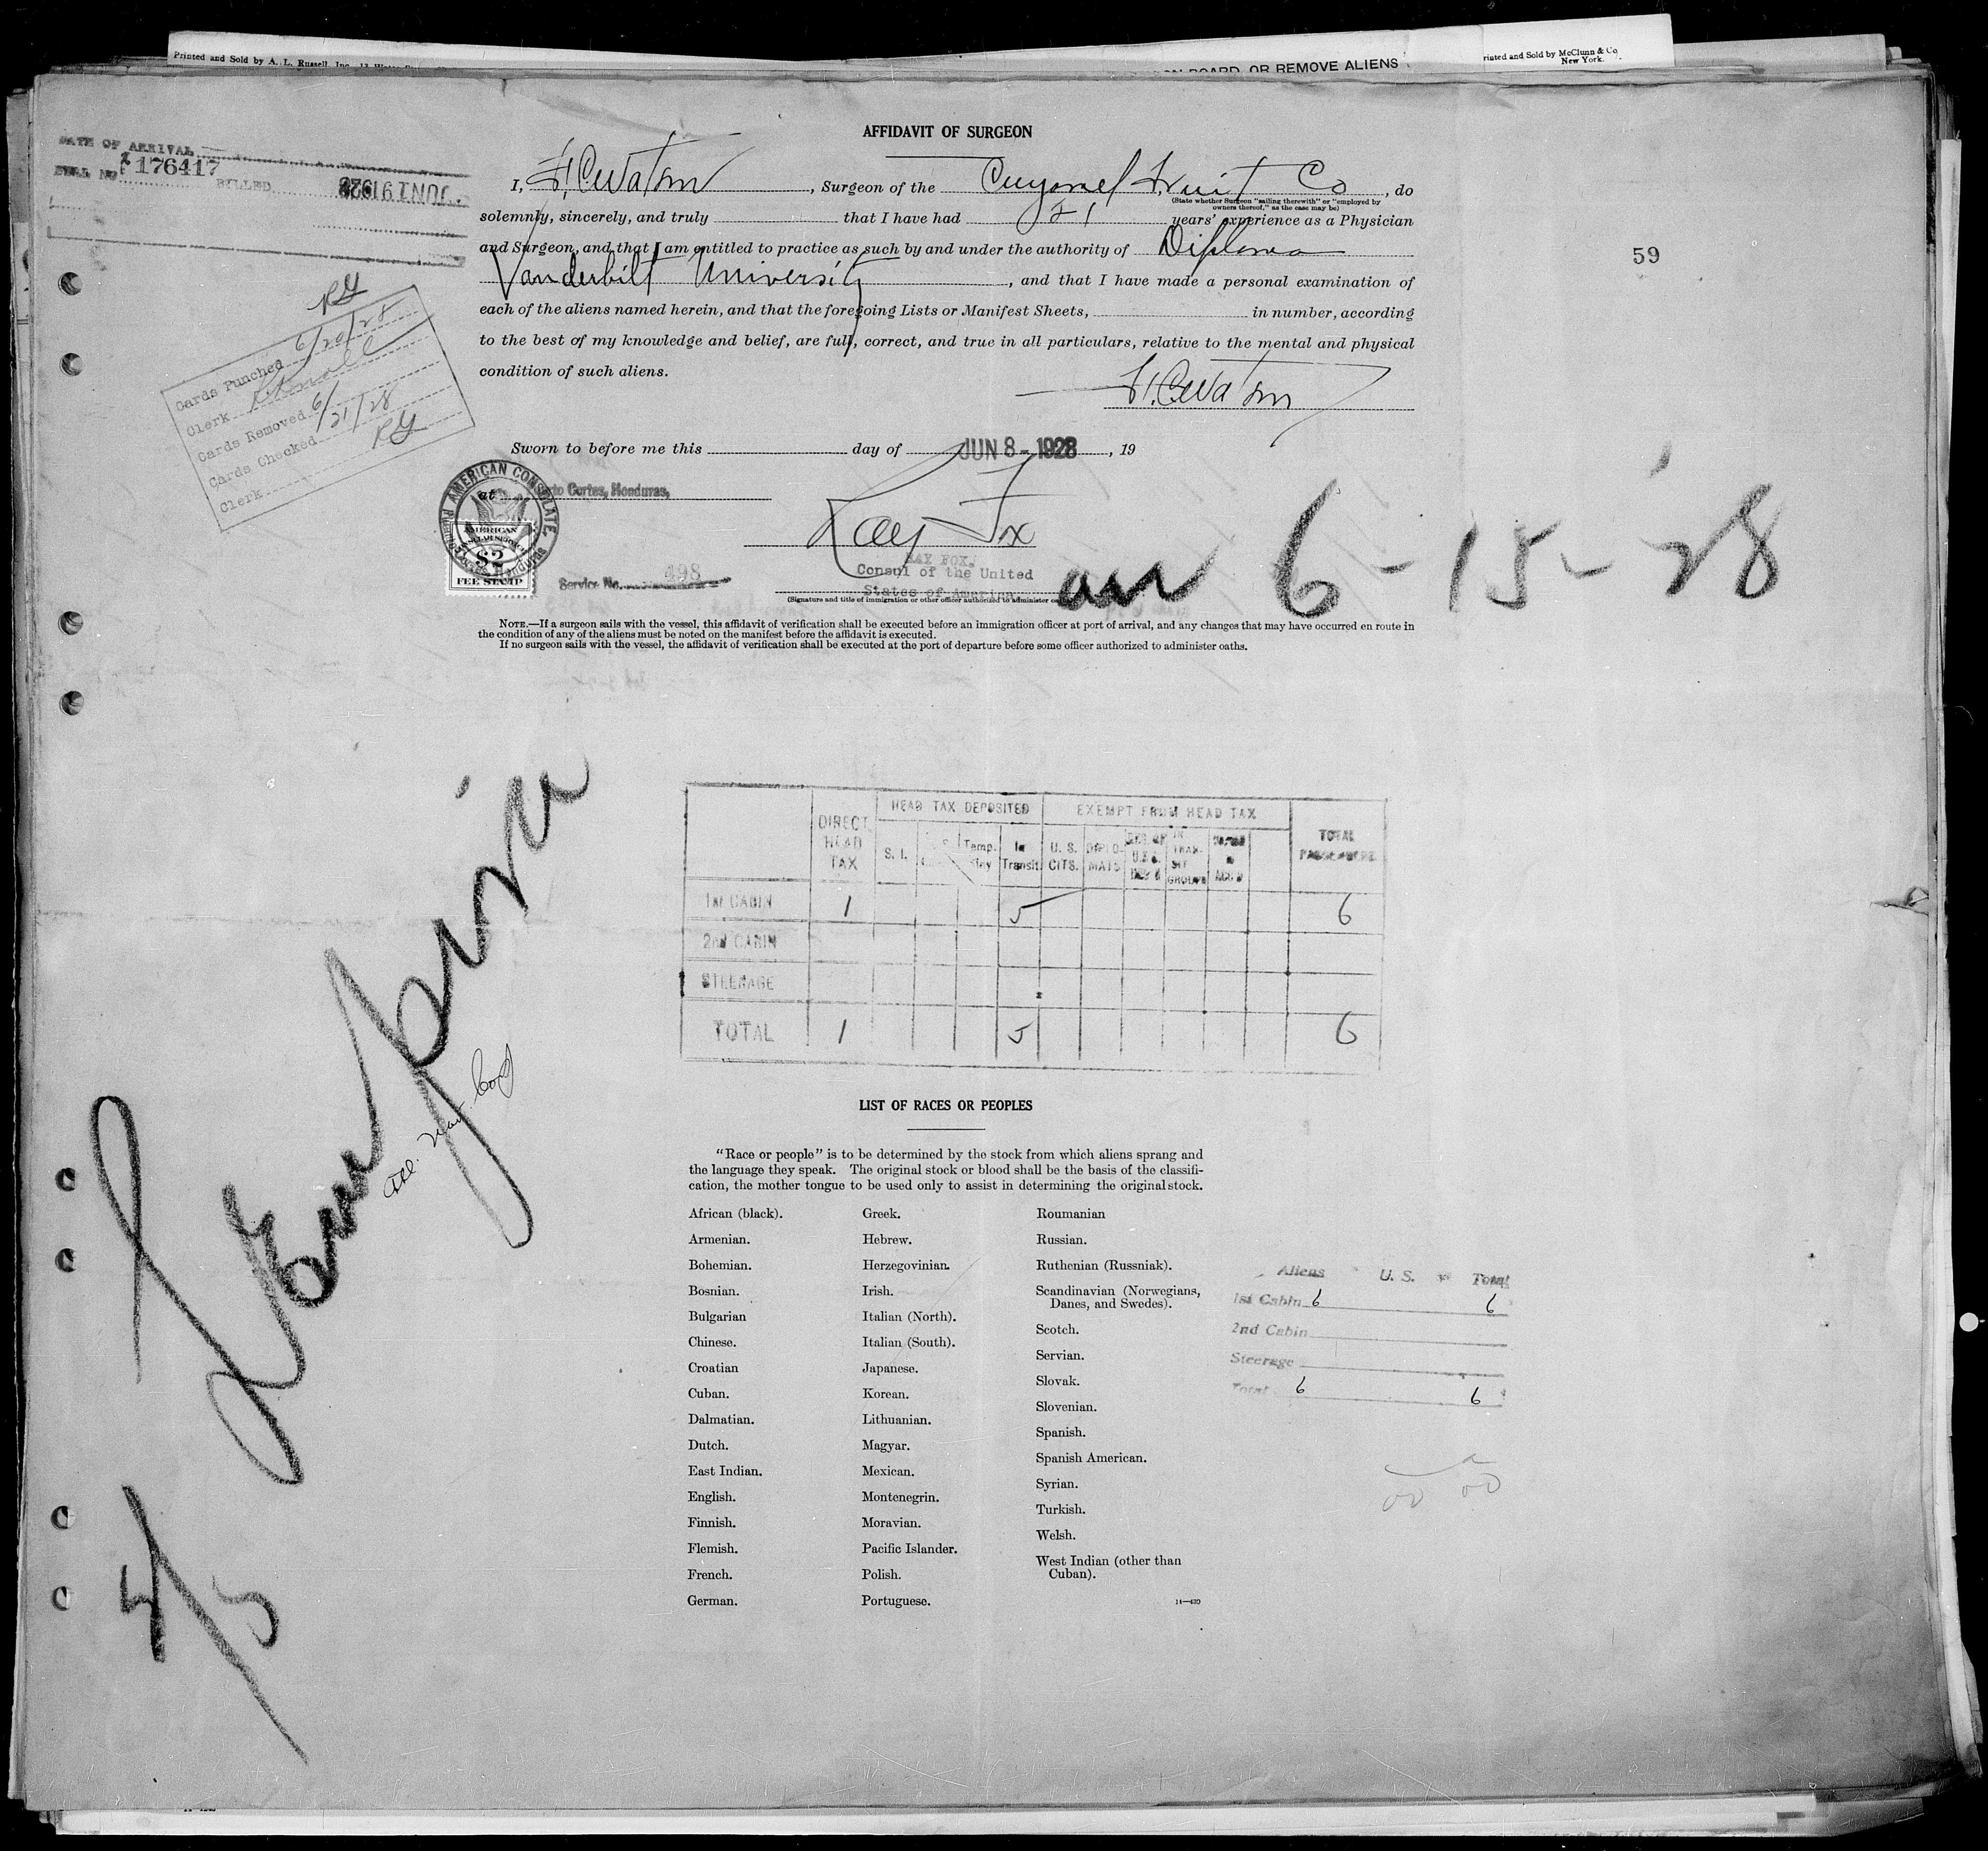 Printed and Sold by A. L. Russell, Inc.
ON BOARD, OR REMOVE ALIENS
Printed and Sold by McClunn & Co
New York.
AFFIDAVIT OF SURGEON
DATE OF ARRIVAL
BILL NO 176417 BILLED JUN 19 1928
59
I, Watson, Surgeon of the Cuyamel Fruit Co, do
(State whether Surgeon "sailing therewith" or "employed by
owners thereof," as the case may be)
solemnly, sincerely, and truly that I have had 21 years' experience as a Physician
and Surgeon, and that I am entitled to practice as such by and under the authority of Diploma
Vanderbilt University, and that I have made a personal examination of
each of the aliens named herein, and that the foregoing Lists or Manifest Sheets, in number, according
to the best of my knowledge and belief, are full, correct, and true in all particulars, relative to the mental and physical
condition of such aliens.
Watson
RG
Cards Punched 6/20/28
Clerk
Cards Removed 6/21/28
Cards Checked RG
Clerk
Sworn to before me this day of JUN 8 - 1928, 19
at Puerto Cortes, Honduras,
AMERICAN CONSULATE
AMERICAN
CONSULAR SERVICE
$2
FEE STAMP
Service No. 498
Ray Fox
RAY FOX,
Consul of the United
States of America
(Signature and title of immigration or other officer authorized to administer
arr 6-15-28
NOTE.—If a surgeon sails with the vessel, this affidavit of verification shall be executed before an immigration officer at port of arrival, and any changes that may have occurred en route in
the condition of any of the aliens must be noted on the manifest before the affidavit is executed.
If no surgeon sails with the vessel, the affidavit of verification shall be executed at the port of departure before some officer authorized to administer oaths.
DIRECT HEAD TAX
HEAD TAX DEPOSITED
EXEMPT FROM HEAD TAX
TOTAL PASSENGERS
S. I. Temp. In Transit U. S. CITS. DIPLOMATS IN TRANSIT GROUPS
1st CABIN 1 5 6
2nd CABIN
STEERAGE
TOTAL 1 5 6
Atl. Nav. Corp
LIST OF RACES OR PEOPLES
"Race or people" is to be determined by the stock from which aliens sprang and
the language they speak. The original stock or blood shall be the basis of the classifi-
cation, the mother tongue to be used only to assist in determining the original stock.
African (black).
Armenian.
Bohemian.
Bosnian.
Bulgarian
Chinese.
Croatian
Cuban.
Dalmatian.
Dutch.
East Indian.
English.
Finnish.
Flemish.
French.
German.
Greek.
Hebrew.
Herzegovinian.
Irish.
Italian (North).
Italian (South).
Japanese.
Korean.
Lithuanian.
Magyar.
Mexican.
Montenegrin.
Moravian.
Pacific Islander.
Polish.
Portuguese.
Roumanian
Russian.
Ruthenian (Russniak).
Scandinavian (Norwegians,
Danes, and Swedes).
Scotch.
Servian.
Slovak.
Slovenian.
Spanish.
Spanish American.
Syrian.
Turkish.
Welsh.
West Indian (other than
Cuban).
14—430
Aliens U. S. Total
1st Cabin 6 6
2nd Cabin
Steerage
Total 6 6